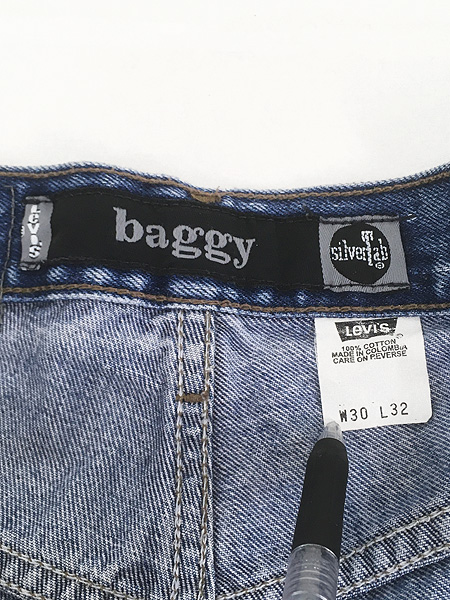 Levi's
baggy
silverTab
Levi's
100% COTTON
MADE IN COLOMBIA
CARE ON REVERSE
W30 L32